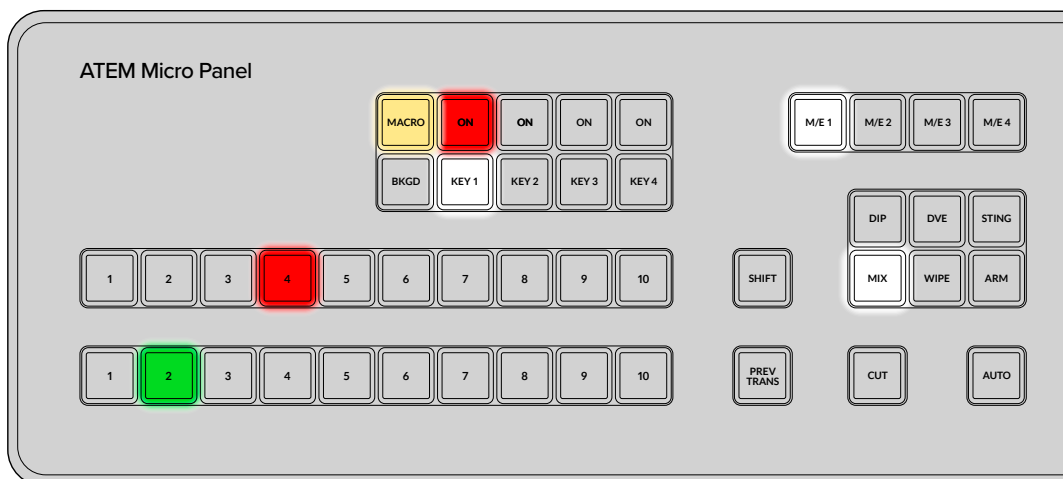 ATEM Micro Panel
MACRO ON ON ON ON
M/E 1 M/E 2 M/E 3 M/E 4
BKGD KEY 1 KEY 2 KEY 3 KEY 4
DIP DVE STING
1 2 3 4 5 6 7 8 9 10
SHIFT
MIX WIPE ARM
1 2 3 4 5 6 7 8 9 10
PREV
TRANS
CUT
AUTO